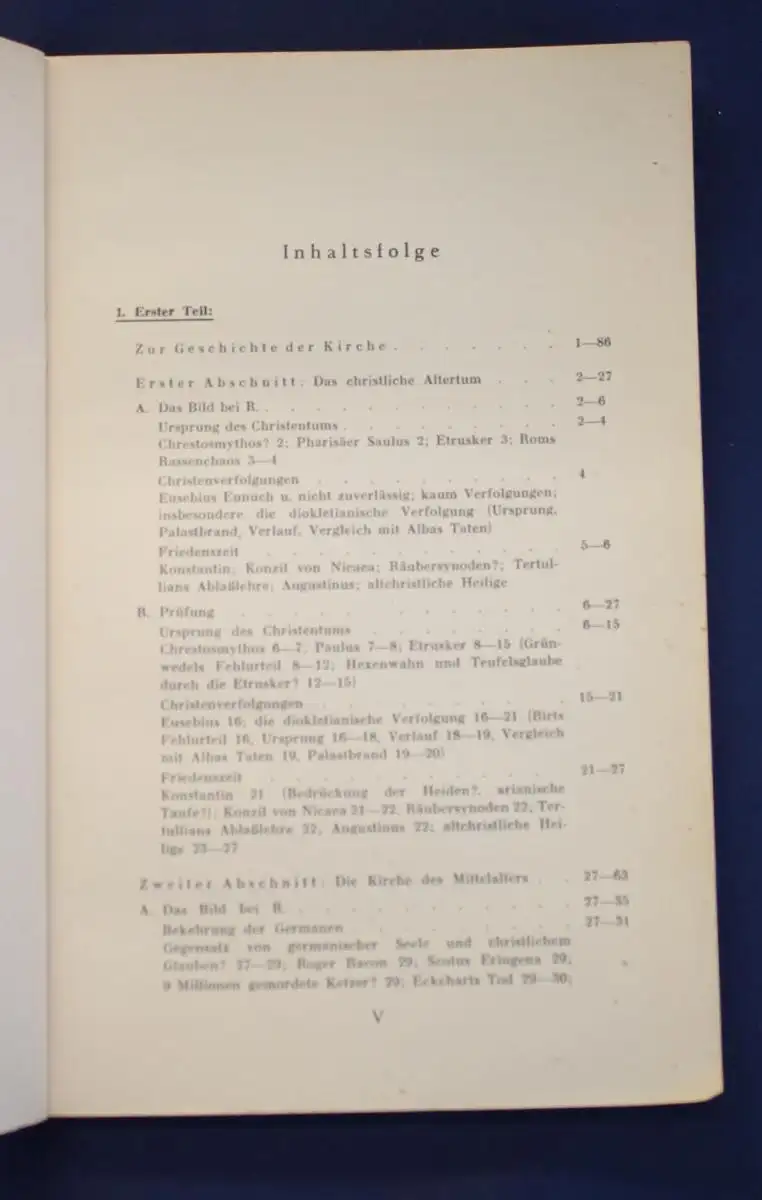 Inhaltsfolge
I. Erster Teil:
Zur Geschichte der Kirche . . . . . . . 1—86
Erster Abschnitt: Das christliche Altertum . . . 2—27
A. Das Bild bei R. . . . . . . . . . . . . 2—6
Ursprung des Christentums . . . . . . . . . 2—4
Chrestosmythos? 2; Pharisäer Saulus 2; Etrusker 3; Roms
Rassenchaos 3—4
Christenverfolgungen . . . . . . . . . . 4
Eusebius Eunuch u. nicht zuverlässig; kaum Verfolgungen;
insbesondere die diokletianische Verfolgung (Ursprung,
Palastbrand, Verlauf, Vergleich mit Albas Taten)
Friedenszeit . . . . . . . . . . . . 5—6
Konstantin; Konzil von Nicaea; Räubersynoden?; Tertul-
lians Ablaßlehre; Augustinus; altchristliche Heilige
B. Prüfung . . . . . . . . . . . . . 6—27
Ursprung des Christentums . . . . . . . . 6—15
Chrestosmythos 6—7, Paulus 7—8; Etrusker 8—15 (Grün-
wedels Fehlurteil 8—12; Hexenwahn und Teufelsglaube
durch die Etrusker? 12—15)
Christenverfolgungen . . . . . . . . . . 15—21
Eusebius 16; die diokletianische Verfolgung 16—21 (Birts
Fehlurteil 16, Ursprung 16—18, Verlauf 18—19, Vergleich
mit Albas Taten 19, Palastbrand 19—20)
Friedenszeit . . . . . . . . . . . . 21—27
Konstantin 21 (Bedrückung der Heiden?, arianische
Taufe?); Konzil von Nicaea 21—22, Räubersynoden 22, Ter-
tullians Ablaßlehre 22, Augustinus 22; altchristliche Hei-
lige 23—27
Zweiter Abschnitt: Die Kirche des Mittelalters . . 27—63
A. Das Bild bei R. . . . . . . . . . . . 27—35
Bekehrung der Germanen . . . . . . . . 27—31
Gegensatz von germanischer Seele und christlichem
Glauben? 27—29; Roger Bacon 29; Scotus Eriugena 29;
9 Millionen gemordete Ketzer? 29; Eckeharts Tod 29—30;
V